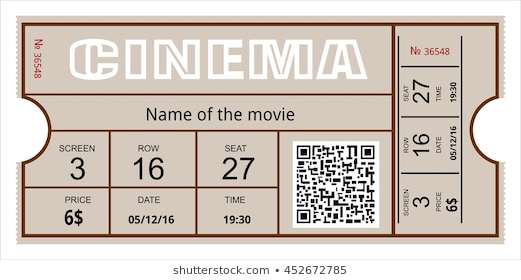 № 36548
CINEMA
Name of the movie
SCREEN ROW SEAT
3 16 27
PRICE DATE TIME
6$ 05/12/16 19:30
№ 36548
SEAT 27 TIME 19:30
ROW 16 DATE 05/12/16
SCREEN 3 PRICE 6$
shutterstock.com • 452672785